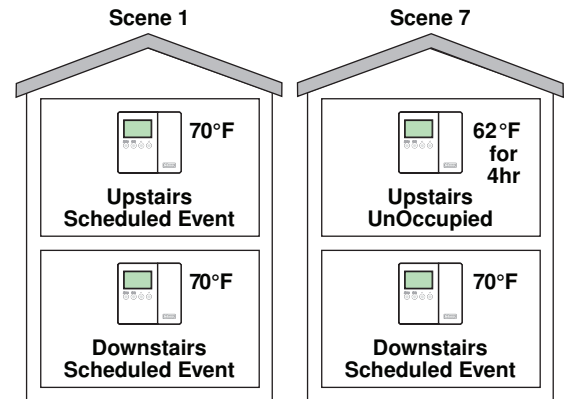 Scene 1
70°F
Upstairs
Scheduled Event
70°F
Downstairs
Scheduled Event
Scene 7
62°F
for
4hr
Upstairs
UnOccupied
70°F
Downstairs
Scheduled Event